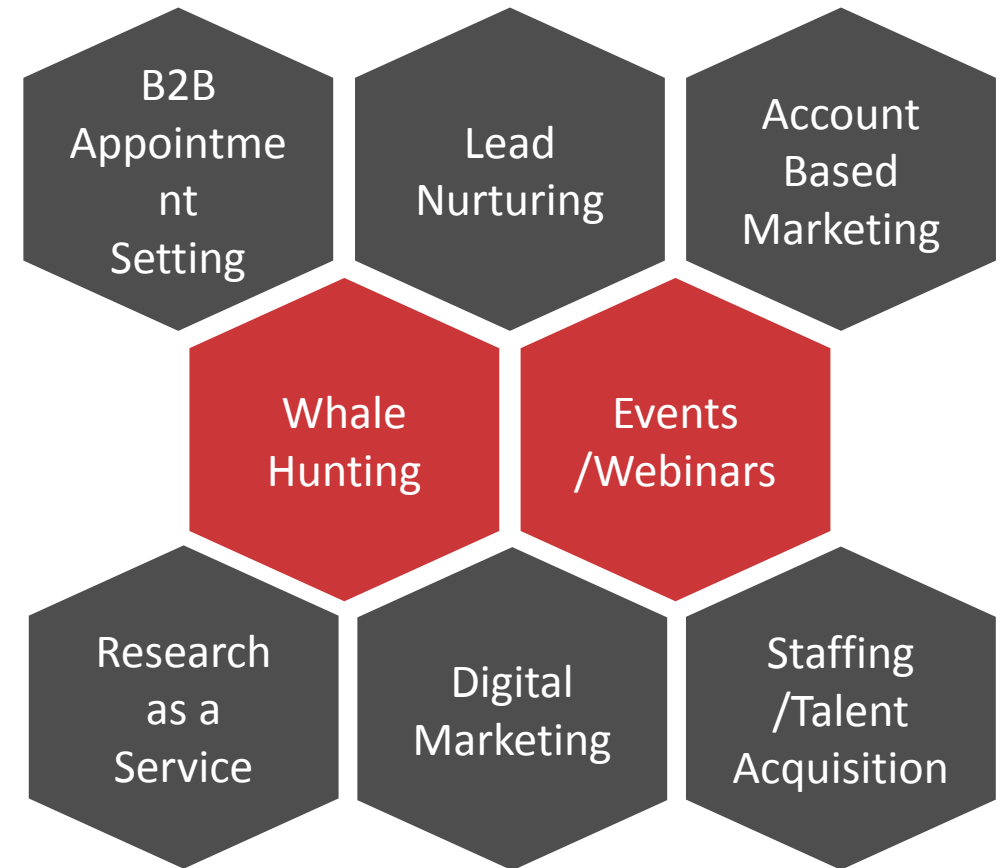 B2B
Appointme
nt
Setting
Lead
Nurturing
Account
Based
Marketing
Whale
Hunting
Events
/Webinars
Research
as a
Service
Digital
Marketing
Staffing
/Talent
Acquisition